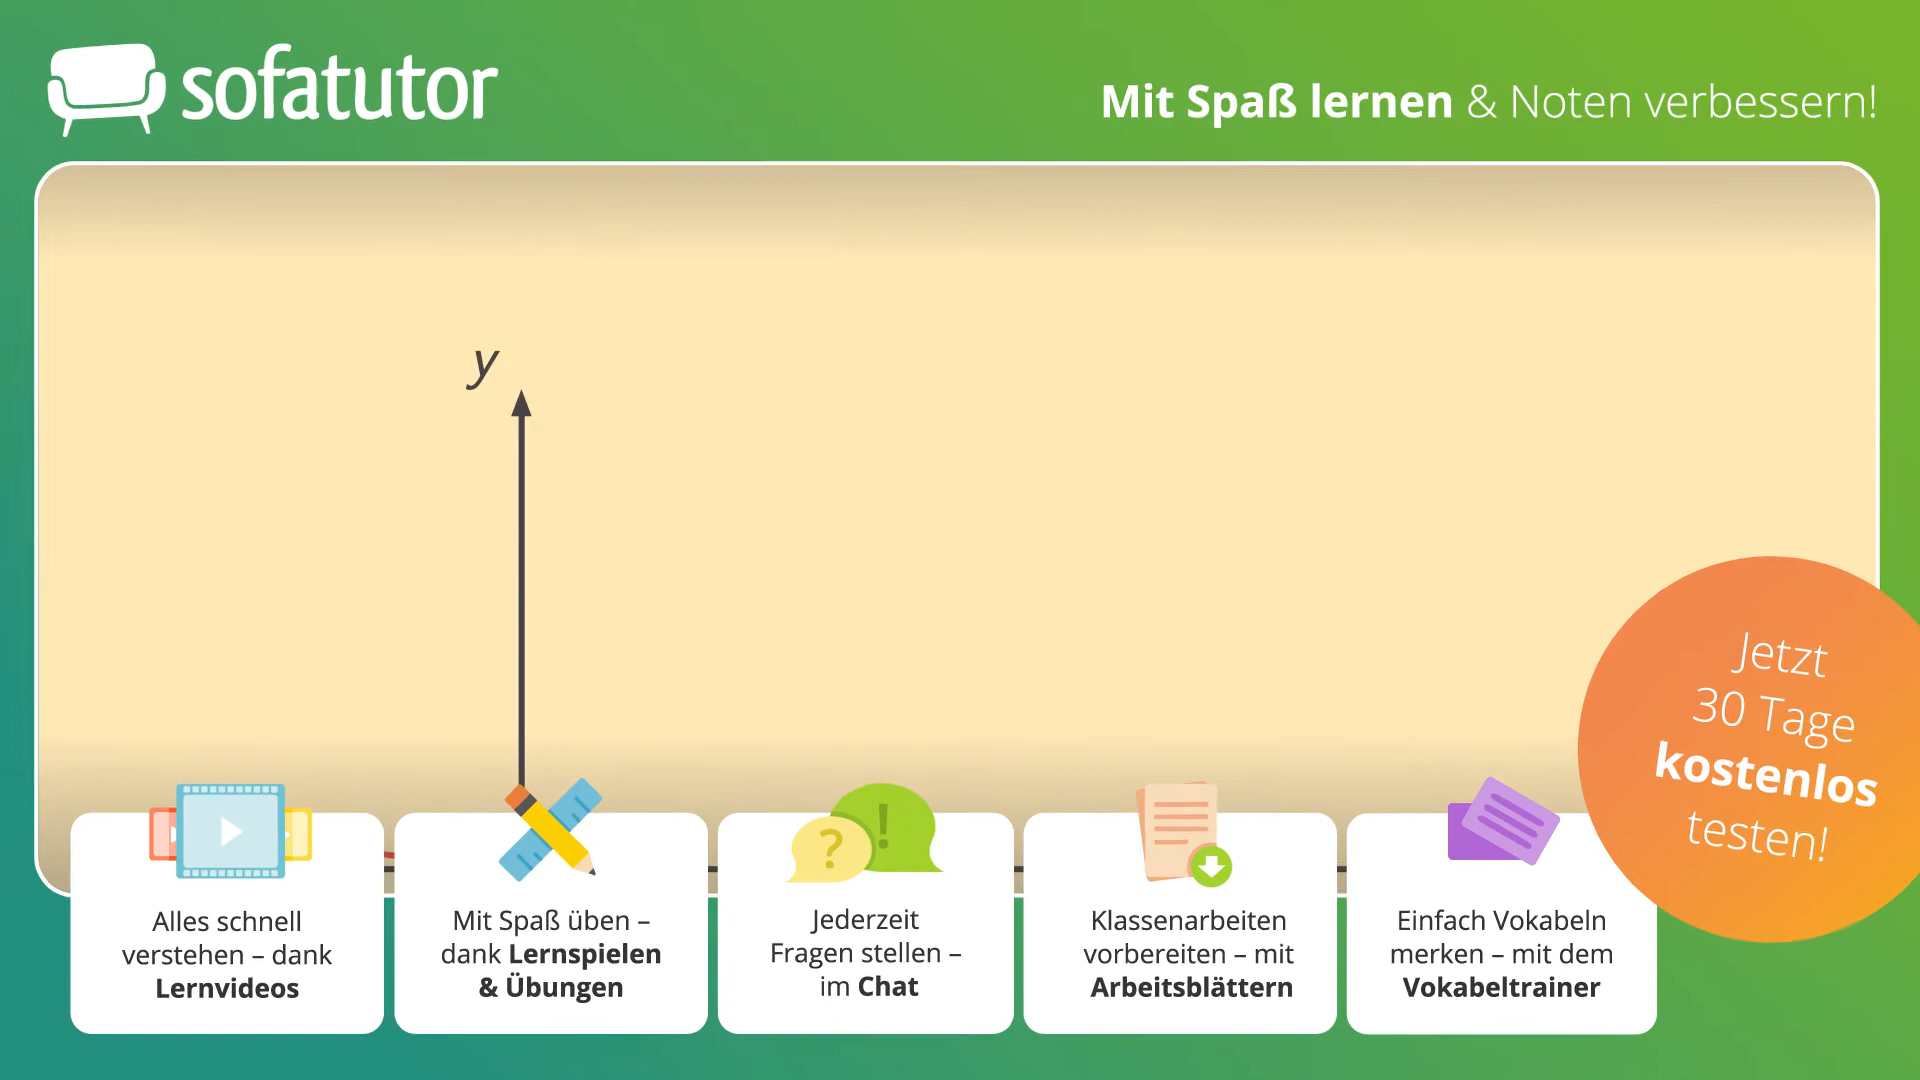 sofatutor
Mit Spaß lernen & Noten verbessern!
y
Jetzt
30 Tage
kostenlos
testen!
? !
Alles schnell
verstehen – dank
Lernvideos
Mit Spaß üben –
dank Lernspielen
& Übungen
Jederzeit
Fragen stellen –
im Chat
Klassenarbeiten
vorbereiten – mit
Arbeitsblättern
Einfach Vokabeln
merken – mit dem
Vokabeltrainer